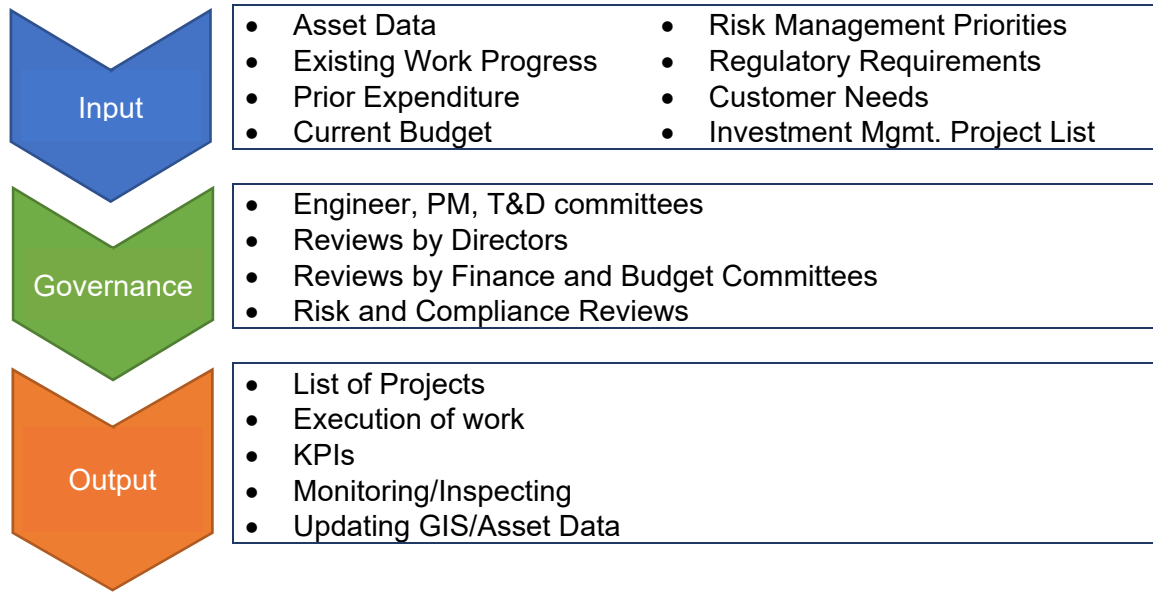 Input
• Asset Data
• Existing Work Progress
• Prior Expenditure
• Current Budget
• Risk Management Priorities
• Regulatory Requirements
• Customer Needs
• Investment Mgmt. Project List
Governance
• Engineer, PM, T&D committees
• Reviews by Directors
• Reviews by Finance and Budget Committees
• Risk and Compliance Reviews
Output
• List of Projects
• Execution of work
• KPIs
• Monitoring/Inspecting
• Updating GIS/Asset Data